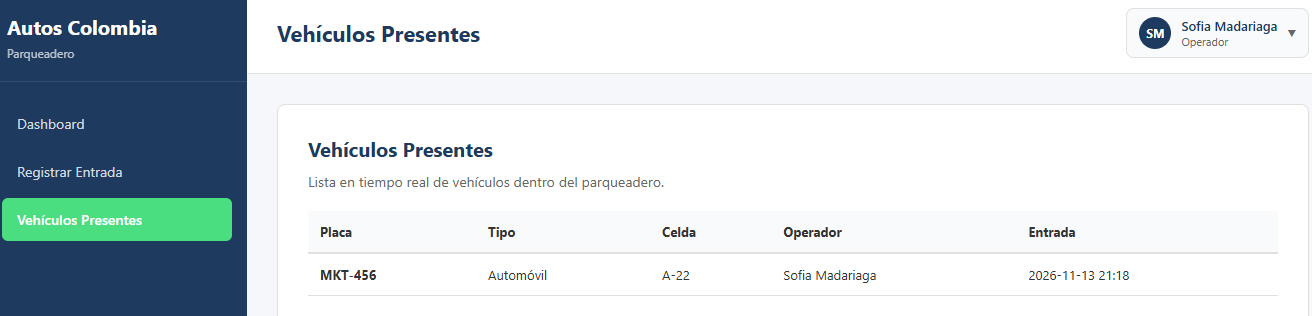 Autos Colombia
Parqueadero
Dashboard
Registrar Entrada
Vehículos Presentes
Vehículos Presentes
SM
Sofia Madariaga
Operador
Vehículos Presentes
Lista en tiempo real de vehículos dentro del parqueadero.
Placa Tipo Celda Operador Entrada
MKT-456 Automóvil A-22 Sofia Madariaga 2026-11-13 21:18